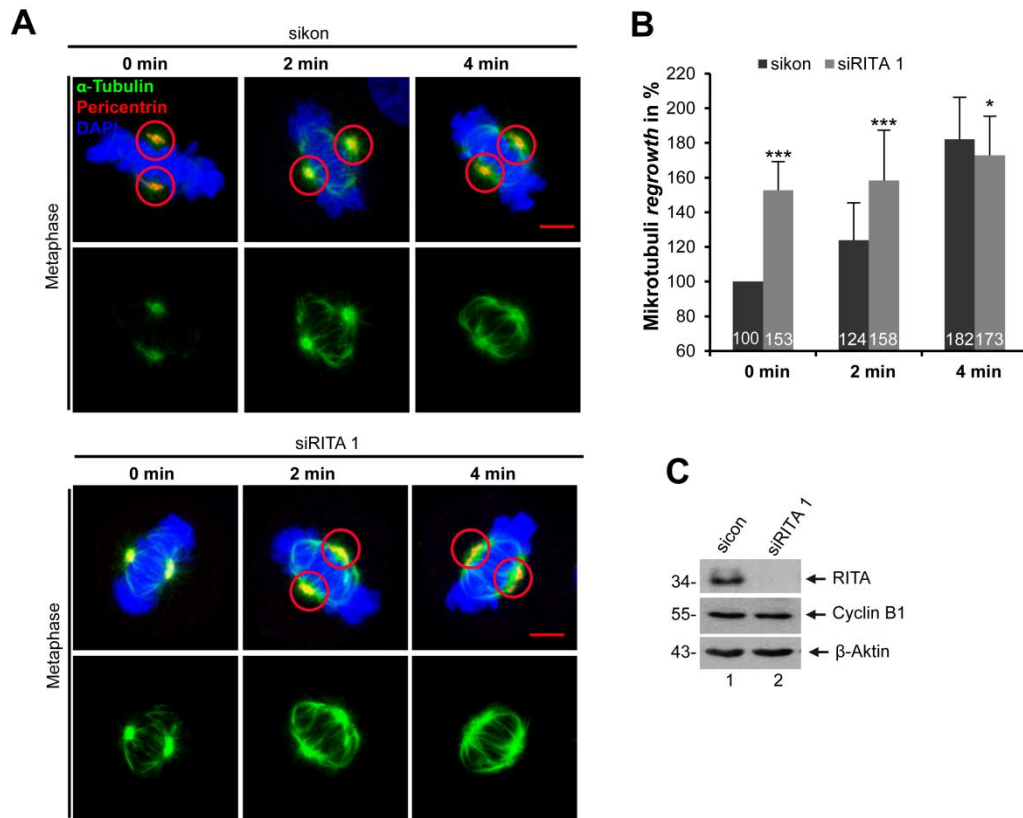 A
sikon
0 min
2 min
4 min
α-Tubulin
Pericentrin
DAPI
Metaphase
siRITA 1
0 min
2 min
4 min
Metaphase
B
sikon siRITA 1
Mikrotubuli regrowth in %
220
200
180
160
140
120
100
80
60
***
***
*
100 153 124 158 182 173
0 min 2 min 4 min
C
sicon siRITA 1
34- RITA
55- Cyclin B1
43- β-Aktin
1 2